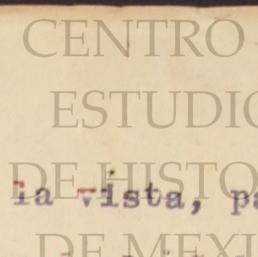 CENTRO
ESTUDIO
DE HISTO
la vista, pa
DE MEXI